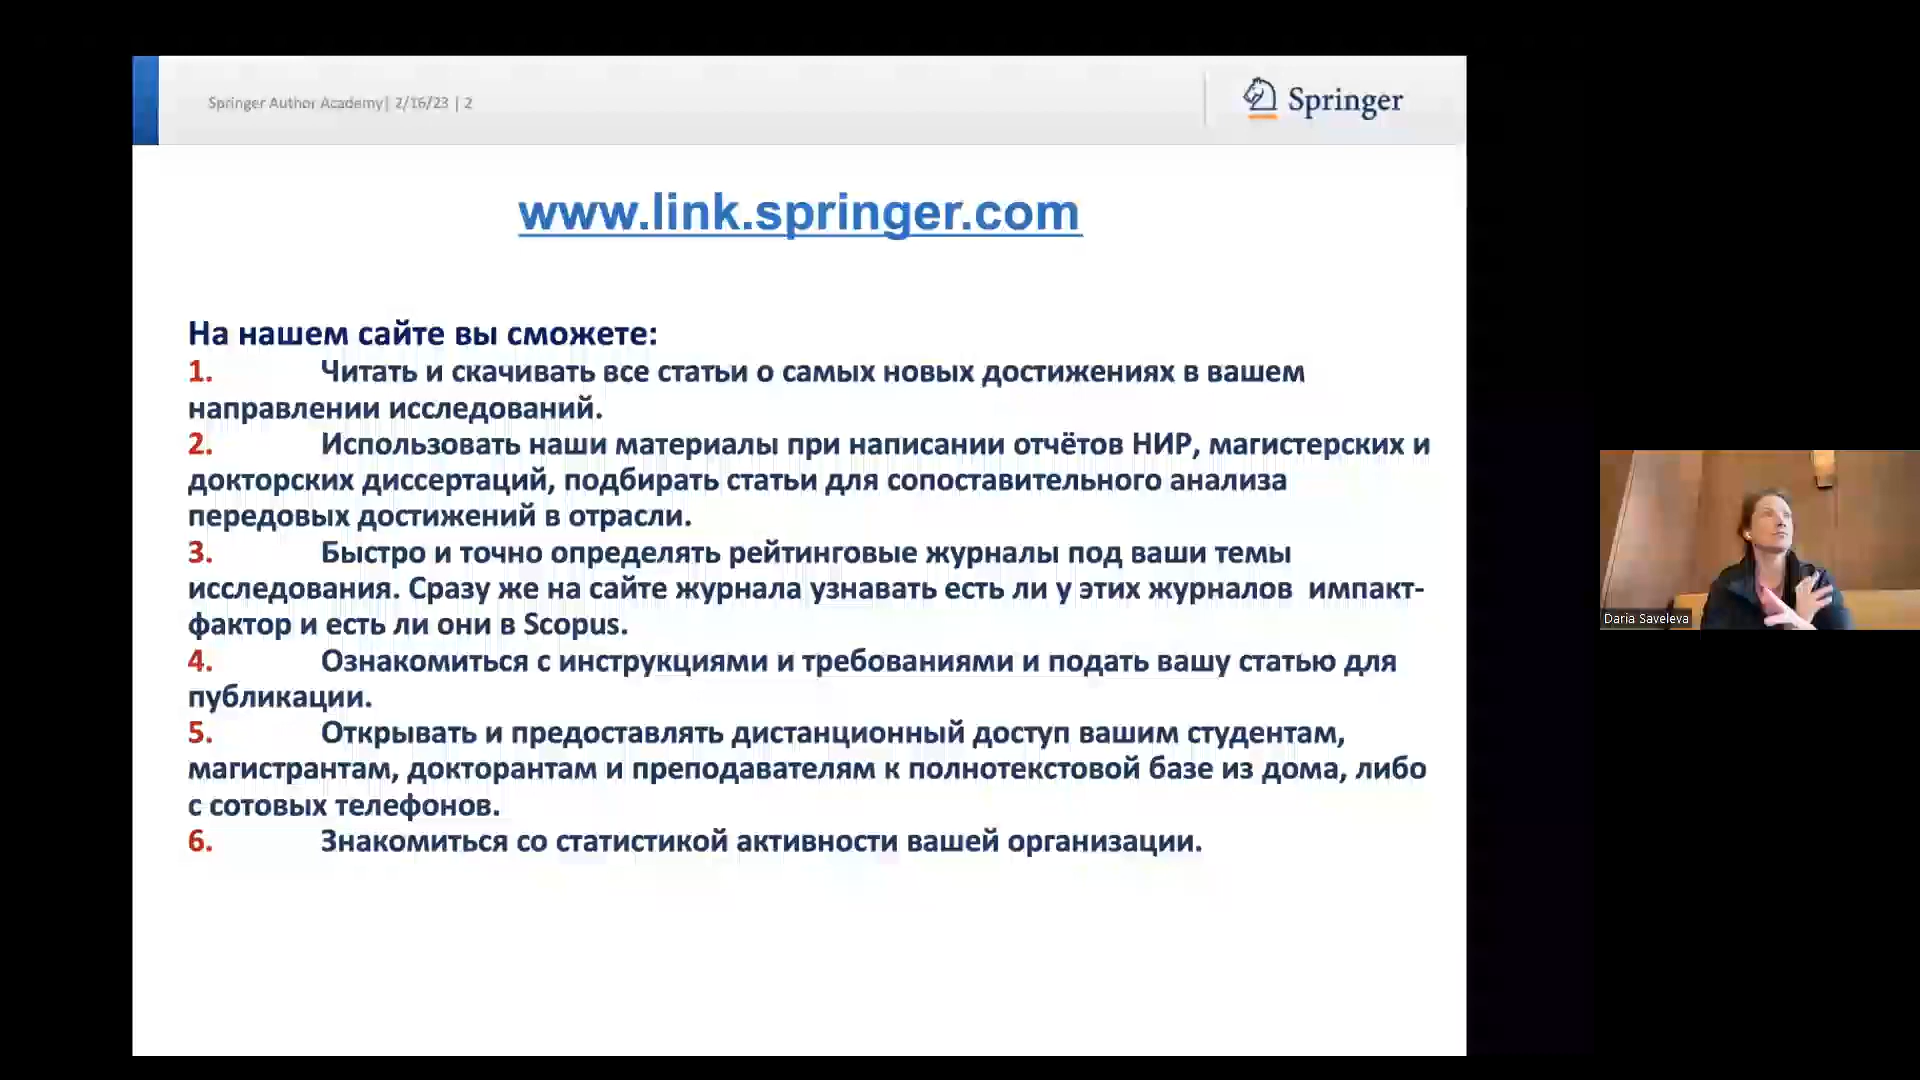 Springer Author Academy| 2/16/23 | 2
Springer
www.link.springer.com
На нашем сайте вы сможете:
1. Читать и скачивать все статьи о самых новых достижениях в вашем
направлении исследований.
2. Использовать наши материалы при написании отчётов НИР, магистерских и
докторских диссертаций, подбирать статьи для сопоставительного анализа
передовых достижений в отрасли.
3. Быстро и точно определять рейтинговые журналы под ваши темы
исследования. Сразу же на сайте журнала узнавать есть ли у этих журналов импакт-
фактор и есть ли они в Scopus.
4. Ознакомиться с инструкциями и требованиями и подать вашу статью для
публикации.
5. Открывать и предоставлять дистанционный доступ вашим студентам,
магистрантам, докторантам и преподавателям к полнотекстовой базе из дома, либо
с сотовых телефонов.
6. Знакомиться со статистикой активности вашей организации.
Daria Saveleva